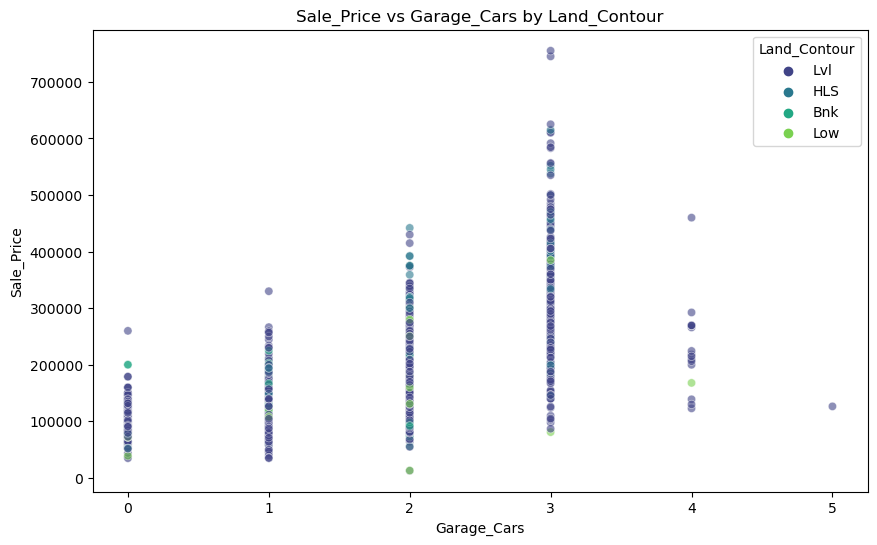 Sale_Price vs Garage_Cars by Land_Contour
Land_Contour
Lvl
HLS
Bnk
Low
700000
600000
500000
400000
300000
200000
100000
0
Sale_Price
0 1 2 3 4 5
Garage_Cars